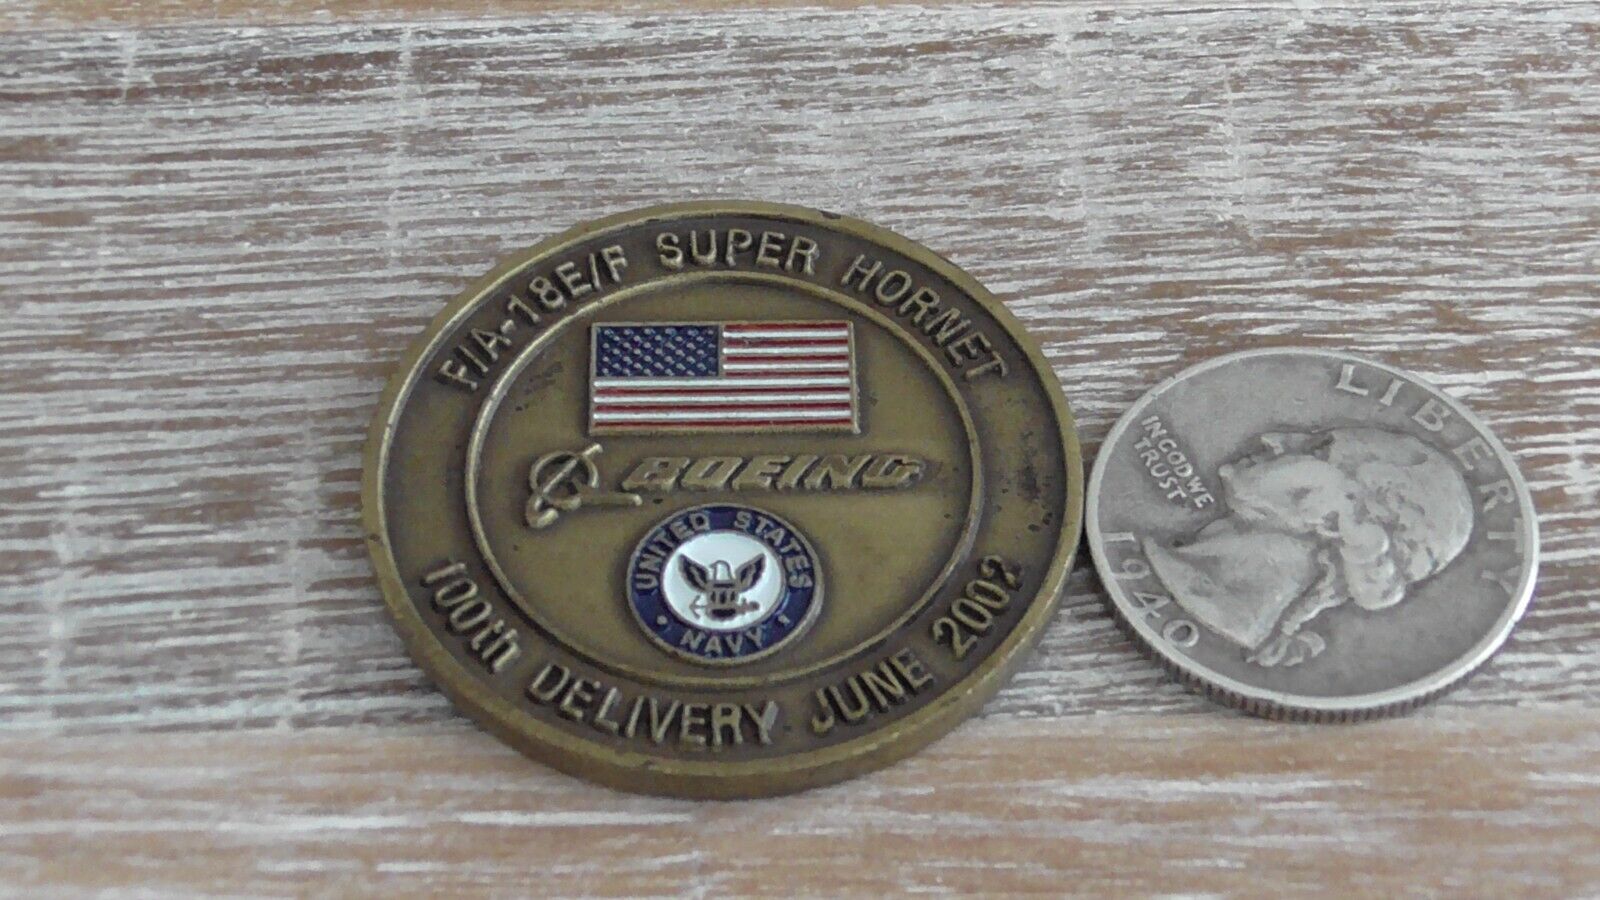 F/A-18E/F SUPER HORNET
BOEING
UNITED STATES
NAVY
100th DELIVERY JUNE 2002
LIBERTY
IN GOD WE
TRUST
1940